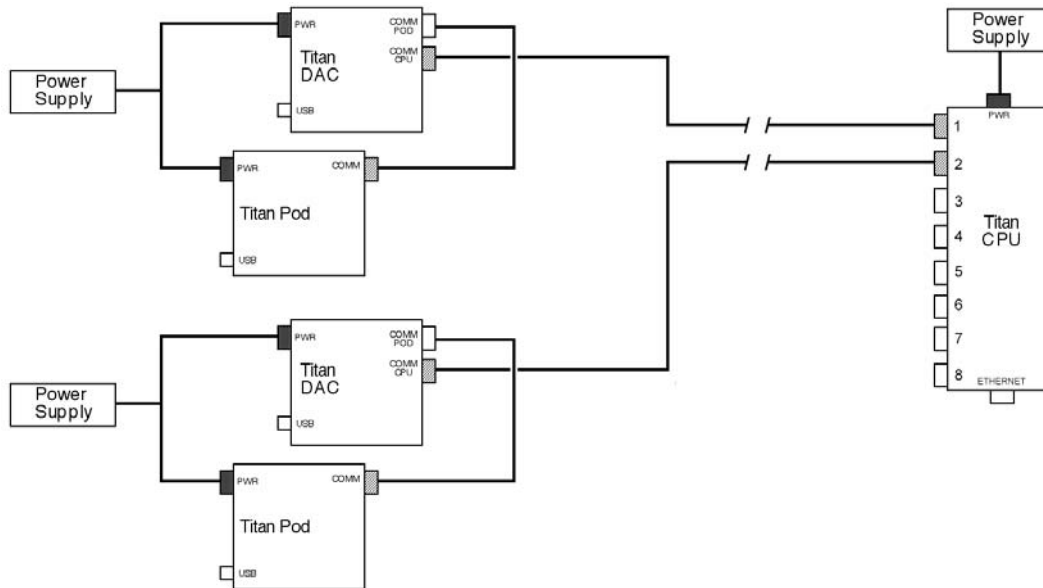 Power
Supply
PWR
COMM
POD
Titan
DAC
COMM
CPU
USB
Power
Supply
PWR
COMM
Titan Pod
USB
PWR
1
2
3
Titan
CPU
4
5
6
7
8
ETHERNET
Power
Supply
PWR
COMM
POD
Titan
DAC
COMM
CPU
USB
PWR
COMM
Titan Pod
USB